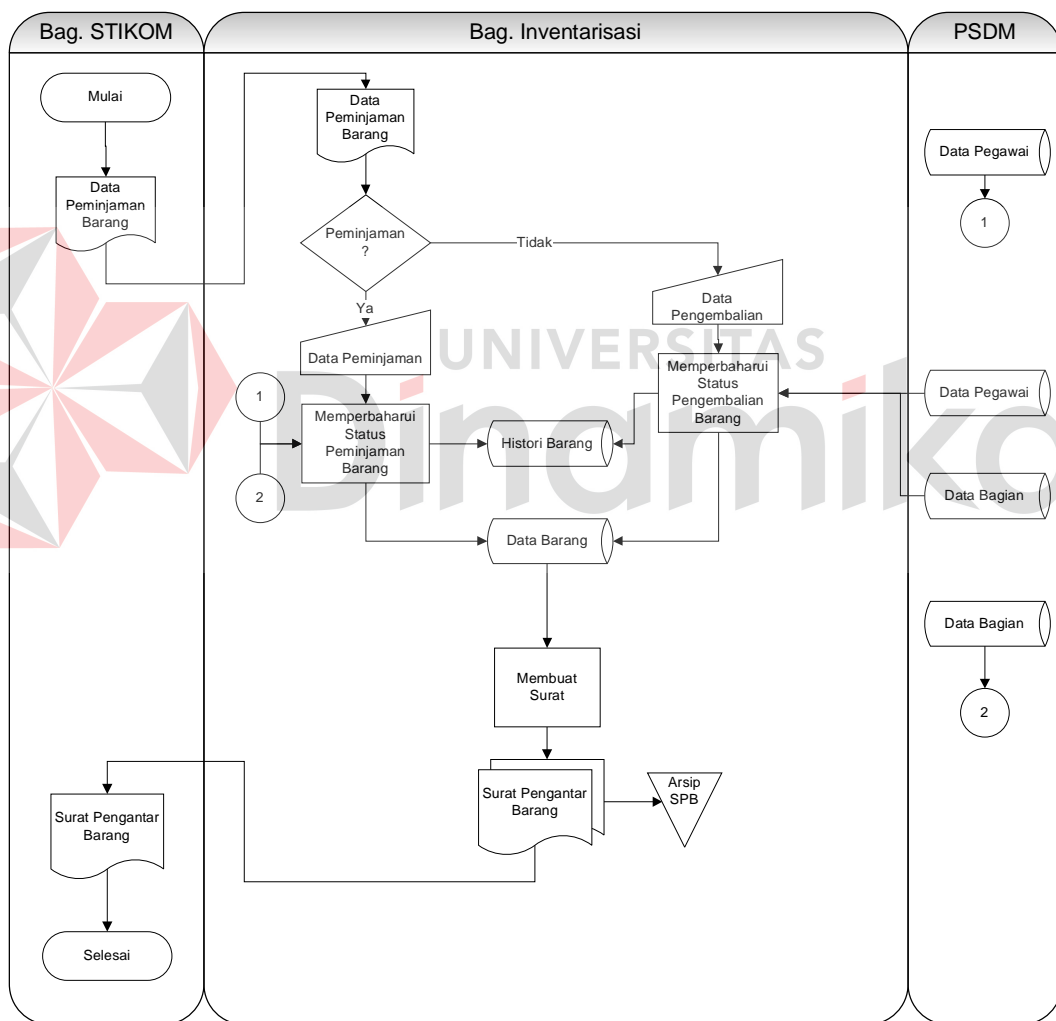 Bag. STIKOM
Bag. Inventarisasi
PSDM
Mulai
Data
Peminjaman
Barang
Data
Peminjaman
Barang
Data Pegawai
1
Peminjaman
?
Tidak
Ya
Data
Pengembalian
Data Peminjaman
UNIVERSITAS
Dinamika
Memperbaharui
Status
Pengembalian
Barang
Data Pegawai
1
Memperbaharui
Status
Peminjaman
Barang
Histori Barang
2
Data Bagian
Data Barang
Data Bagian
Membuat
Surat
2
Surat Pengantar
Barang
Arsip
SPB
Surat Pengantar
Barang
Selesai